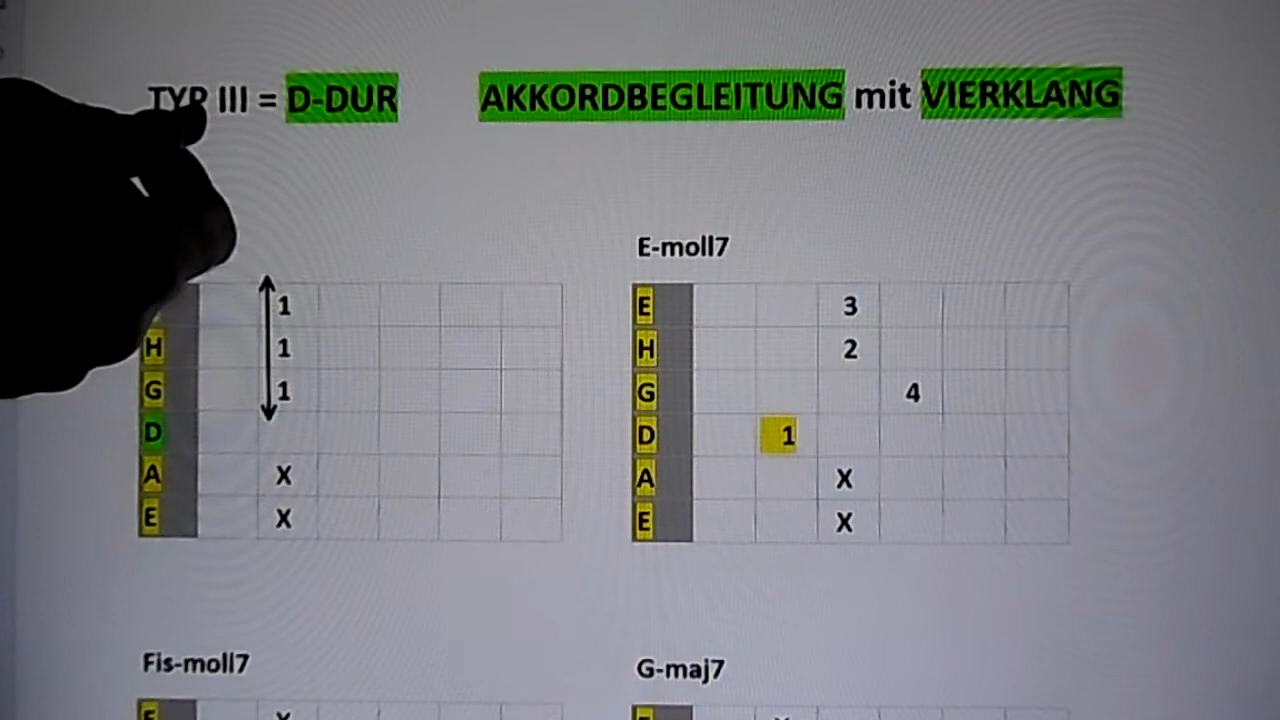 TYP III = D-DUR AKKORDBEGLEITUNG mit VIERKLANG
E-moll7
1 E 3
H 1 H 2
G 1 G 4
D D 1
A X A X
E X E X
Fis-moll7 G-maj7